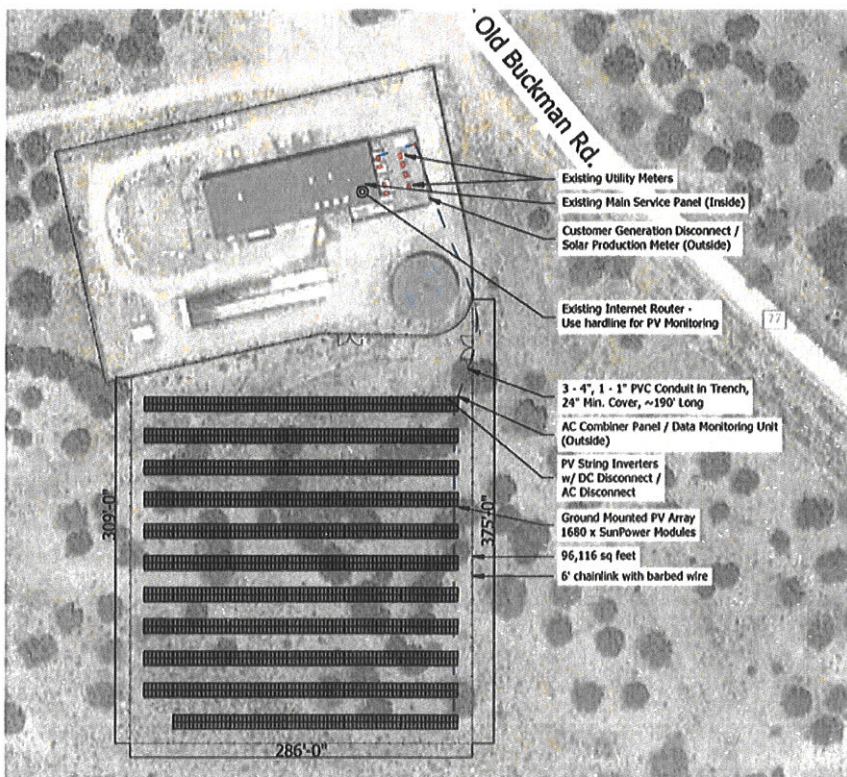 Old Buckman Rd.
Existing Utility Meters
Existing Main Service Panel (Inside)
Customer Generation Disconnect /
Solar Production Meter (Outside)
Existing Internet Router -
Use hardline for PV Monitoring
77
3 - 4", 1 - 1" PVC Conduit in Trench,
24" Min. Cover, ~190' Long
AC Combiner Panel / Data Monitoring Unit
(Outside)
PV String Inverters
w/ DC Disconnect /
AC Disconnect
Ground Mounted PV Array
1680 x SunPower Modules
96,116 sq feet
6' chainlink with barbed wire
309'-0"
375'-0"
286'-0"